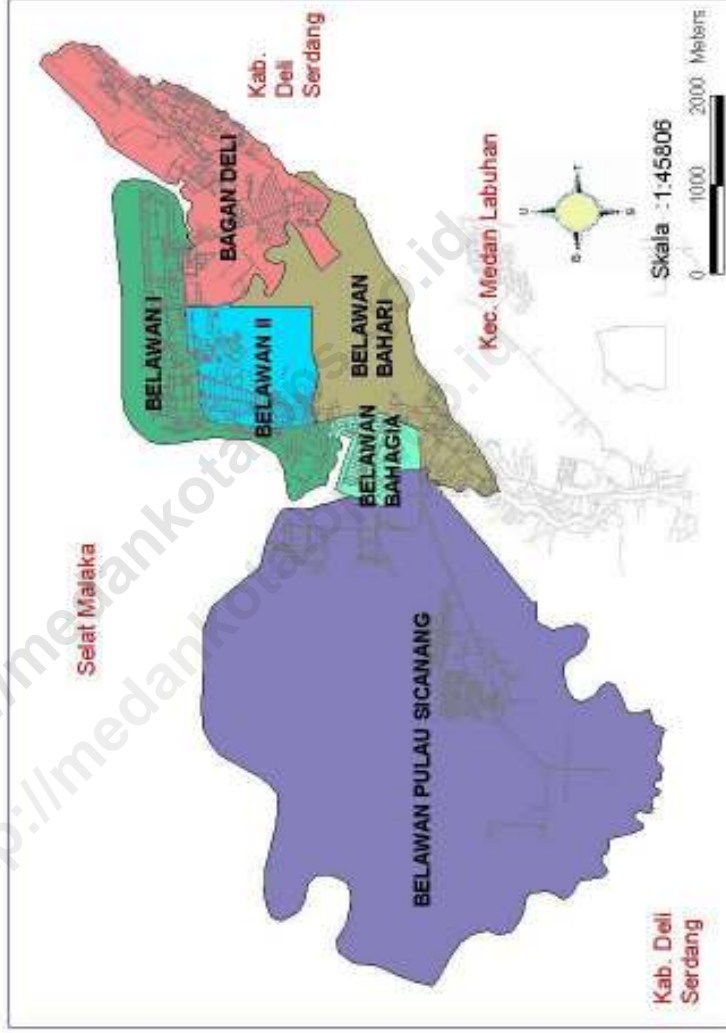 Selat Malaka
Kab.
Deli
Serdang
BELAWAN I
BAGAN DELI
BELAWAN II
BELAWAN
BAHARI
BELAWAN
BAHAGIA
BELAWAN PULAU SICANANG
Kec. Medan Labuhan
U
B
T
S
Skala : 1:45806
0
1000
2000 Meters
Kab. Deli
Serdang